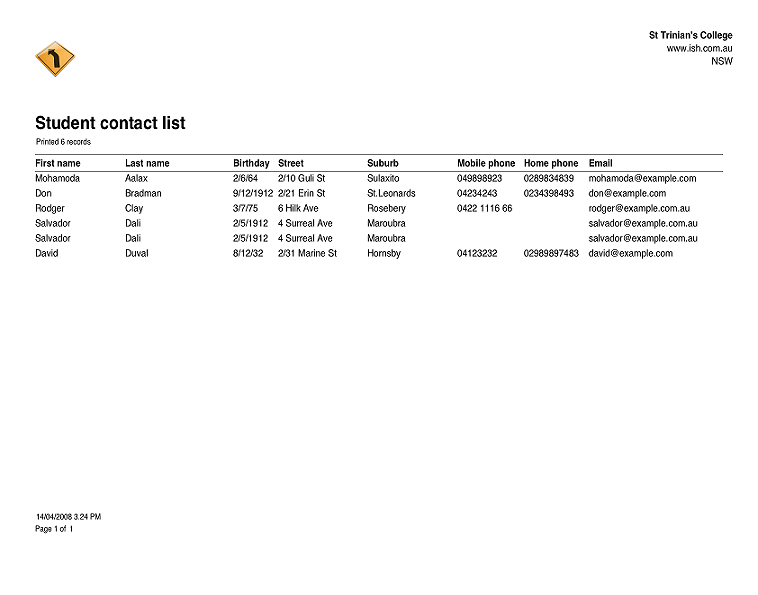 St Trinian's College
www.ish.com.au
NSW
Student contact list
Printed 6 records
First name Last name Birthday Street Suburb Mobile phone Home phone Email
Mohamoda Aalax 2/6/64 2/10 Guli St Sulaxito 049898923 0289834839 mohamoda@example.com
Don Bradman 9/12/1912 2/21 Erin St St.Leonards 04234243 0234398493 don@example.com
Rodger Clay 3/7/75 6 Hilk Ave Rosebery 0422 1116 66 rodger@example.com.au
Salvador Dali 2/5/1912 4 Surreal Ave Maroubra salvador@example.com.au
Salvador Dali 2/5/1912 4 Surreal Ave Maroubra salvador@example.com.au
David Duval 8/12/32 2/31 Marine St Hornsby 04123232 02989897483 david@example.com
14/04/2008 3.24 PM
Page 1 of 1